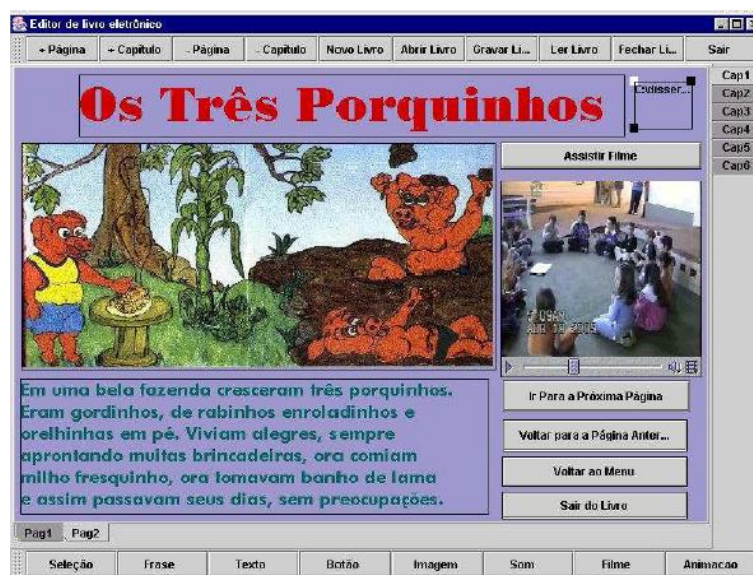 Editor de livro eletrônico
+ Página + Capítulo - Página - Capítulo Novo Livro Abrir Livro Gravar Li... Ler Livro Fechar Li... Sair
Os Três Porquinhos
Cap1
Cap2
Cap3
Cap4
Cap5
Cap6
Assistir Filme
Em uma bela fazenda cresceram três porquinhos.
Eram gordinhos, de rabinhos enroladinhos e
orelhinhas em pé. Viviam alegres, sempre
aprontando muitas brincadeiras, ora comiam
milho fresquinho, ora tomavam banho de lama
e assim passavam seus dias, sem preocupações.
Ir Para a Próxima Página
Voltar para a Página Anter...
Voltar ao Menu
Sair do Livro
Pag1 Pag2
Seleção Frase Texto Botão Imagem Som Filme Animacao